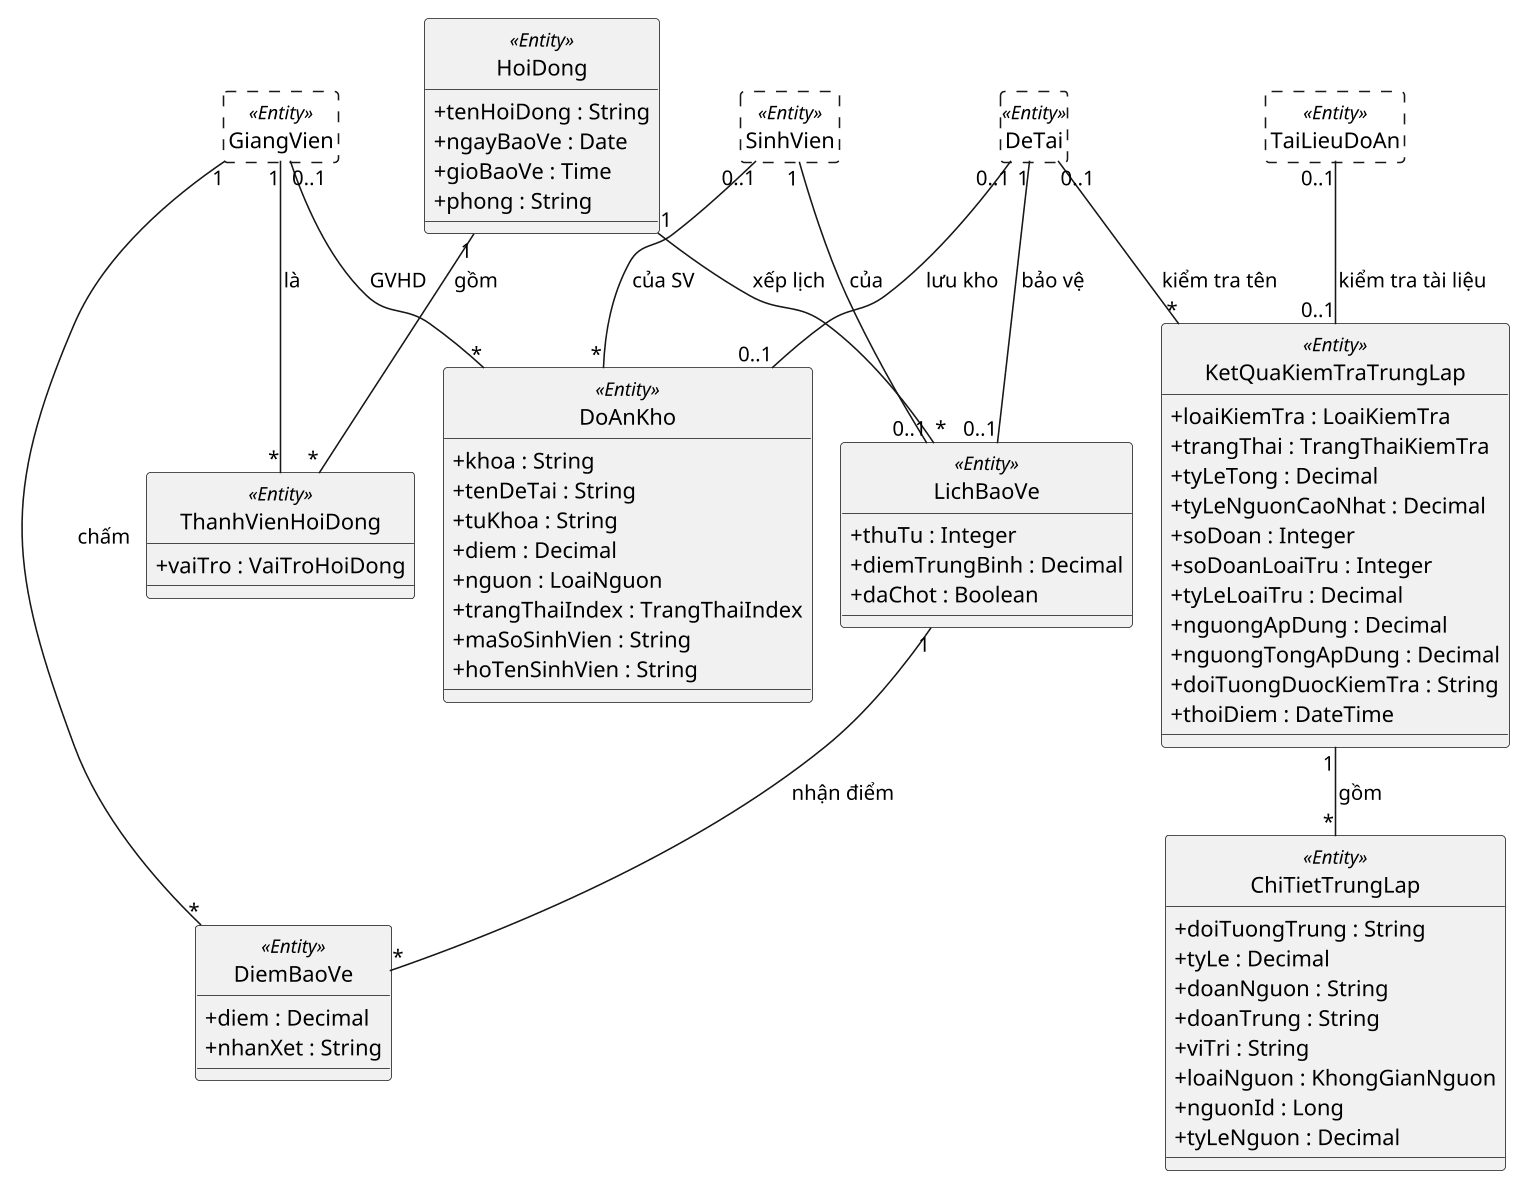 «Entity»
HoiDong
+tenHoiDong : String
+ngayBaoVe : Date
+gioBaoVe : Time
+phong : String
«Entity»
GiangVien
«Entity»
SinhVien
«Entity»
DeTai
«Entity»
TaiLieuDoAn
1
1
0..1
0..1
1
0..1
1
0..1
0..1
1
1
là
GVHD
gồm
của SV
xếp lịch
của
lưu kho
bảo vệ
kiểm tra tên
kiểm tra tài liệu
*
0..1
*
*
0..1
«Entity»
KetQuaKiemTraTrungLap
+loaiKiemTra : LoaiKiemTra
+trangThai : TrangThaiKiemTra
+tyLeTong : Decimal
+tyLeNguonCaoNhat : Decimal
+soDoan : Integer
+soDoanLoaiTru : Integer
+tyLeLoaiTru : Decimal
+nguongApDung : Decimal
+nguongTongApDung : Decimal
+doiTuongDuocKiemTra : String
+thoiDiem : DateTime
«Entity»
DoAnKho
+khoa : String
+tenDeTai : String
+tuKhoa : String
+diem : Decimal
+nguon : LoaiNguon
+trangThaiIndex : TrangThaiIndex
+maSoSinhVien : String
+hoTenSinhVien : String
0..1
*
0..1
«Entity»
LichBaoVe
+thuTu : Integer
+diemTrungBinh : Decimal
+daChot : Boolean
*
*
«Entity»
ThanhVienHoiDong
+vaiTro : VaiTroHoiDong
chấm
1
nhận điểm
1
gồm
*
*
*
«Entity»
DiemBaoVe
+diem : Decimal
+nhanXet : String
«Entity»
ChiTietTrungLap
+doiTuongTrung : String
+tyLe : Decimal
+doanNguon : String
+doanTrung : String
+viTri : String
+loaiNguon : KhongGianNguon
+nguonId : Long
+tyLeNguon : Decimal